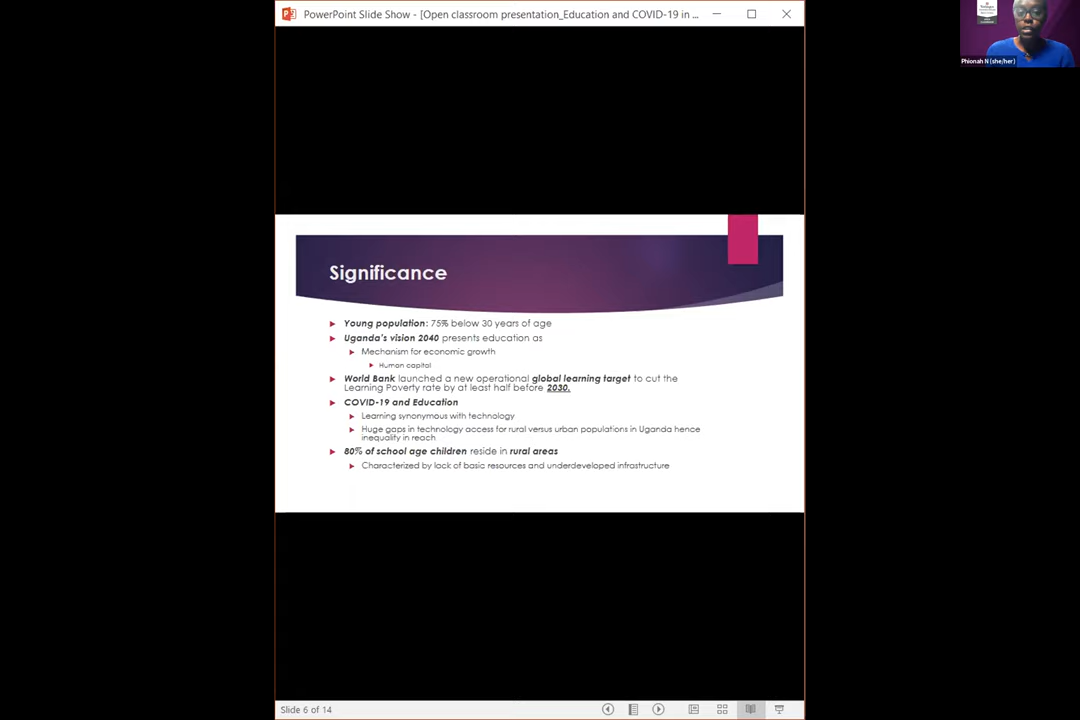 PowerPoint Slide Show - [Open classroom presentation_Education and COVID-19 in ...
Phionah N (she/her)
Significance
Young population: 75% below 30 years of age
Uganda's vision 2040 presents education as
Mechanism for economic growth
Human capital
World Bank launched a new operational global learning target to cut the
Learning Poverty rate by at least half before 2030.
COVID-19 and Education
Learning synonymous with technology
Huge gaps in technology access for rural versus urban populations in Uganda hence
inequality in reach
80% of school age children reside in rural areas
Characterized by lack of basic resources and underdeveloped infrastructure
Slide 6 of 14